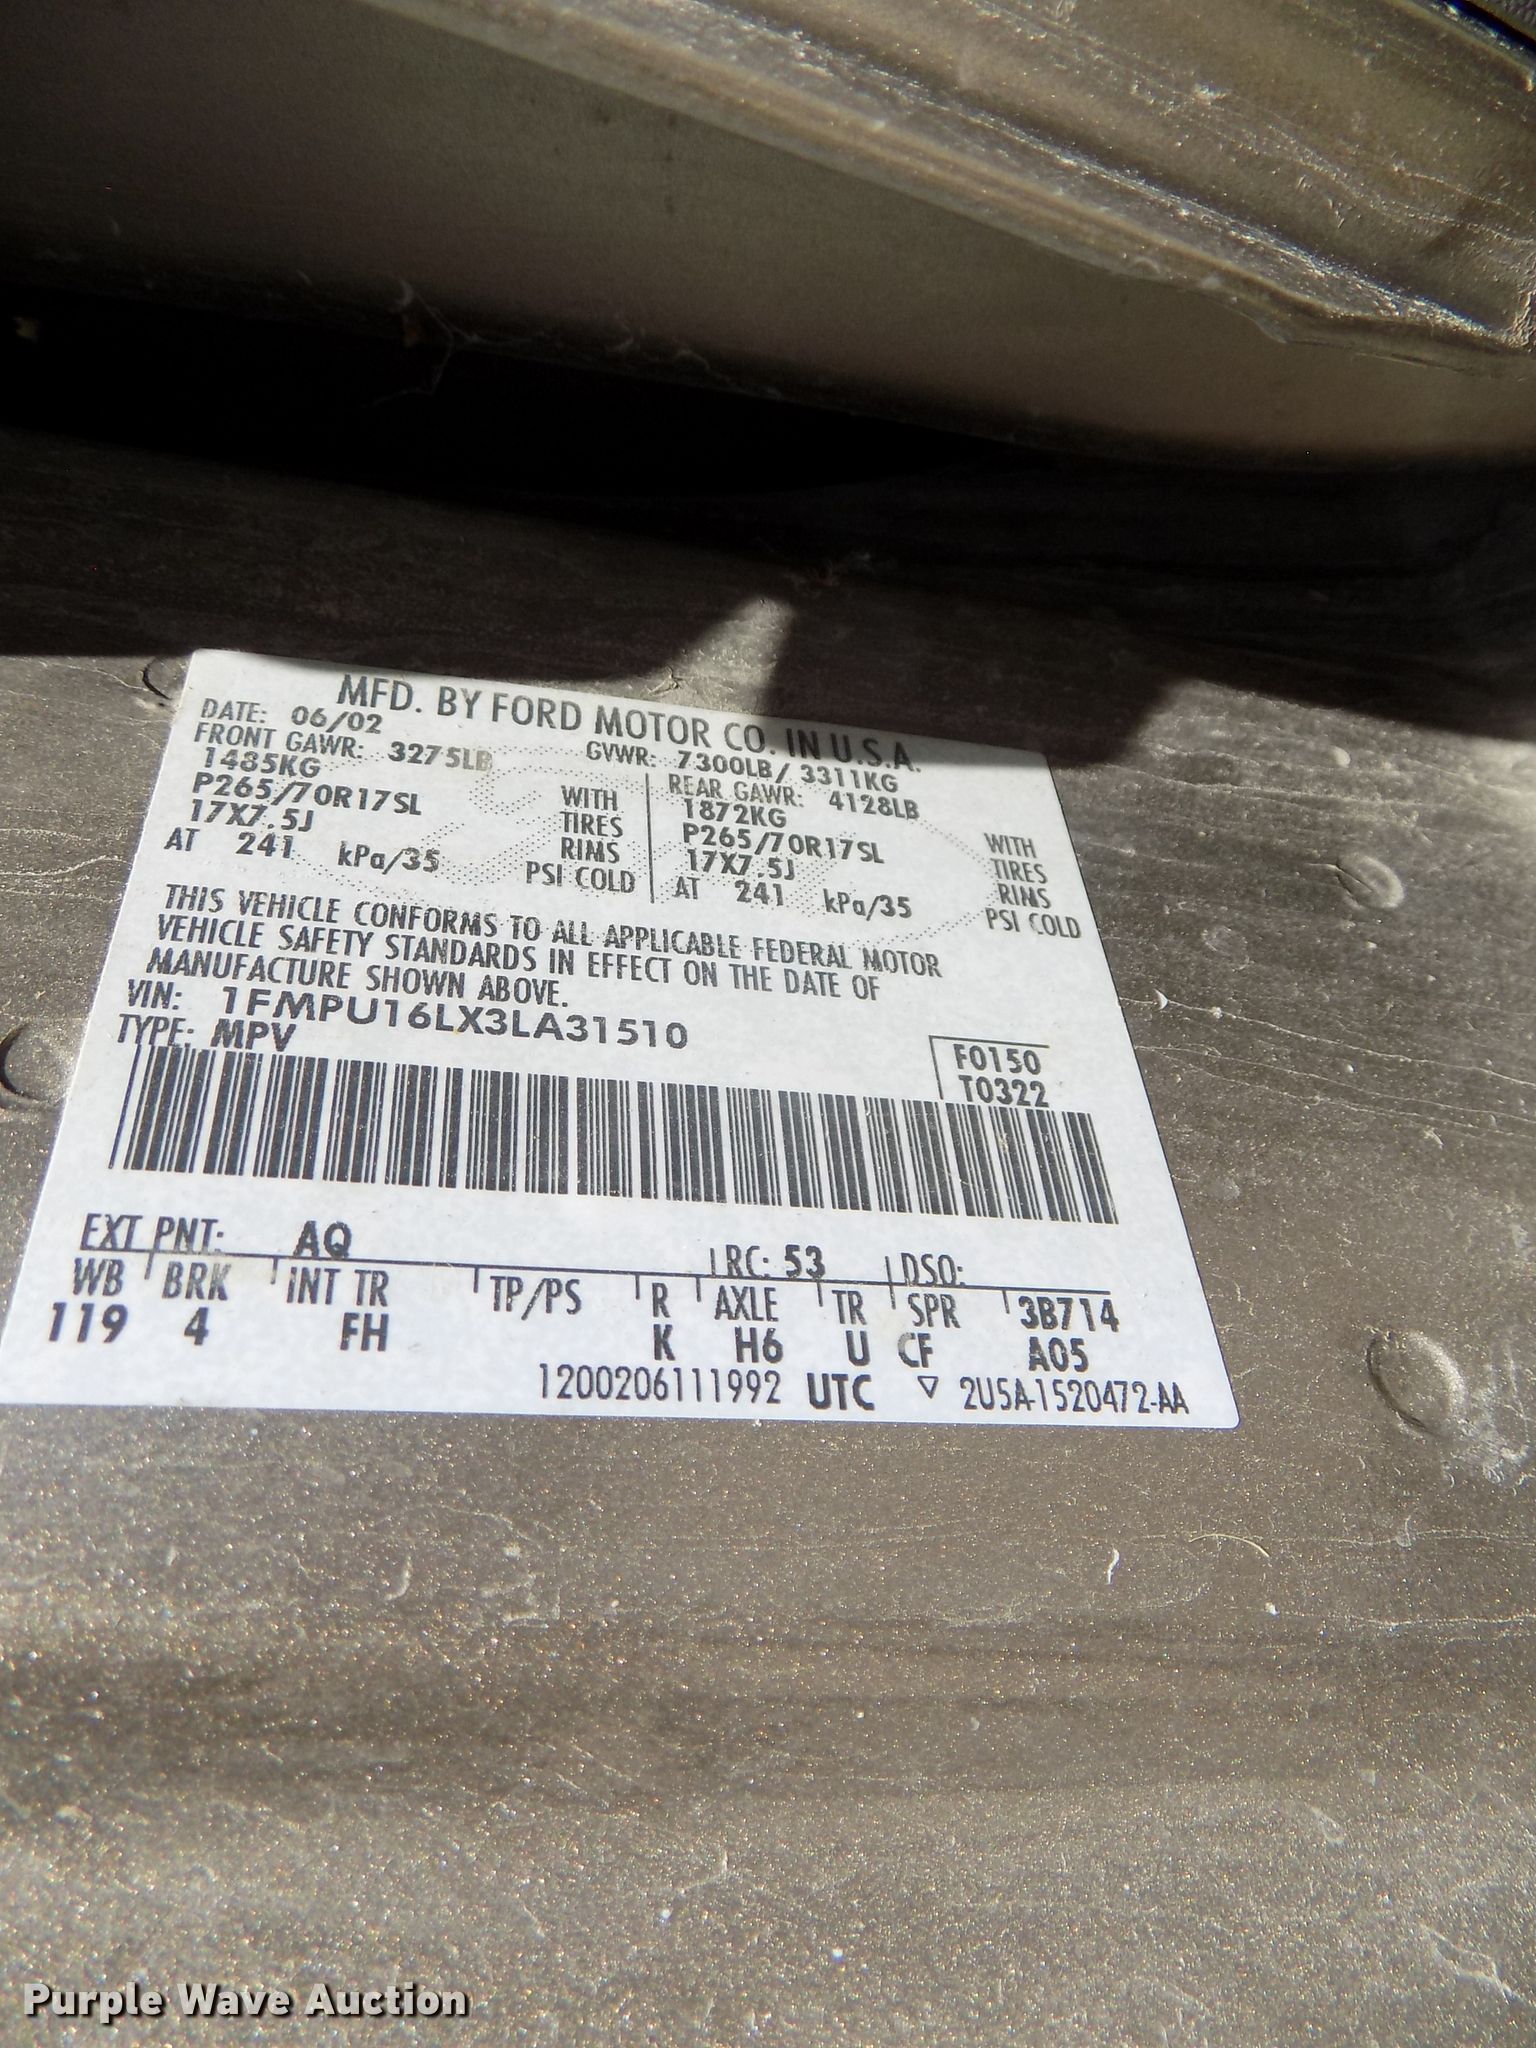 MFD. BY FORD MOTOR CO. IN U.S.A.
DATE: 06/02 GVWR: 7300LB/ 3311KG
FRONT GAWR: 3275LB REAR GAWR: 4128LB
1485KG WITH 1872KG WITH
P265/70R17SL TIRES P265/70R17SL TIRES
17X7.5J RIMS 17X7.5J RIMS
AT 241 kPa/35 PSI COLD AT 241 kPa/35 PSI COLD
THIS VEHICLE CONFORMS TO ALL APPLICABLE FEDERAL MOTOR
VEHICLE SAFETY STANDARDS IN EFFECT ON THE DATE OF
MANUFACTURE SHOWN ABOVE.
VIN: 1FMPU16LX3LA31510
TYPE: MPV
F0150
T0322
EXT PNT: AQ RC: 53 DSO:
WB BRK INT TR TP/PS R AXLE TR SPR 3B714
119 4 FH K H6 U CF A05
1200206111992 UTC ▽ 2U5A-1520472-AA
Purple Wave Auction